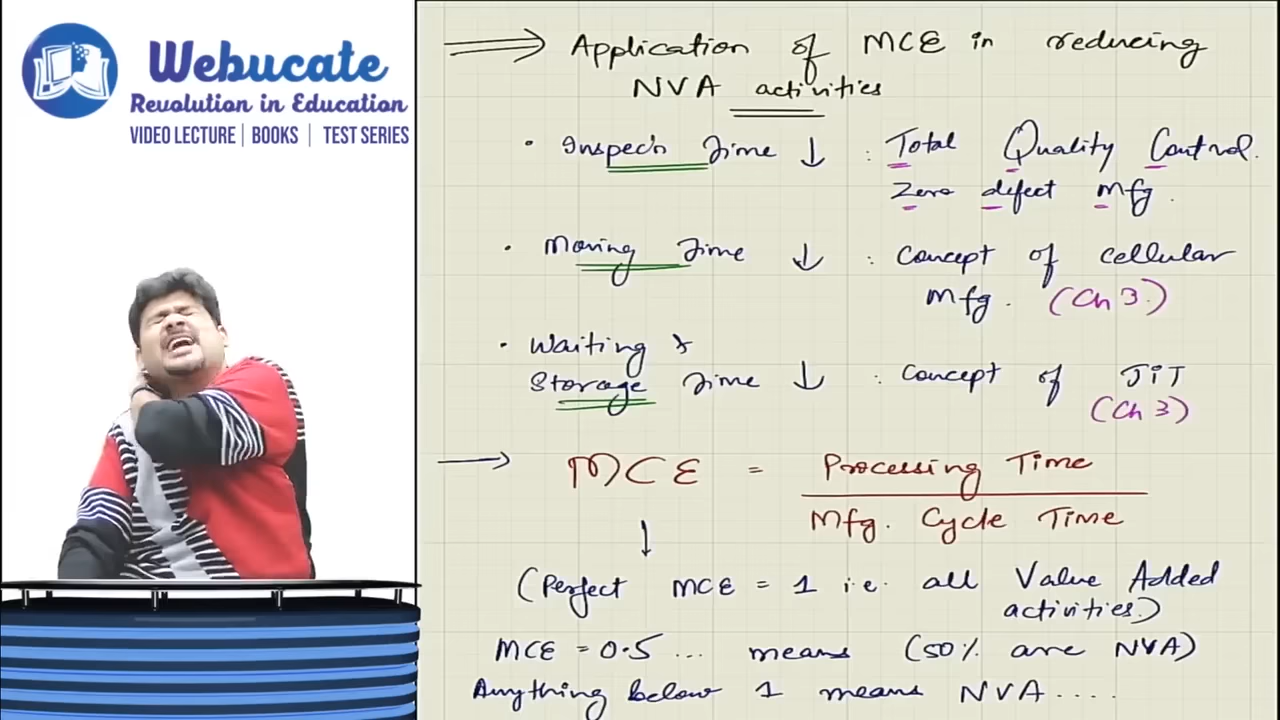 Webucate
Revolution in Education
VIDEO LECTURE | BOOKS | TEST SERIES
⇒ Application of MCE in reducing
NVA activities
• Inspecn Time ↓ : Total Quality Control.
Zero defect Mfg.
• Moving Time ↓ : Concept of cellular
Mfg. (Ch 3.)
• Waiting &
Storage Time ↓ : Concept of JIT
(Ch 3)
→ MCE = Processing Time
Mfg. Cycle Time
↓
(Perfect MCE = 1 i.e. all Value Added
activities)
MCE = 0.5 ... means (50% are NVA)
Anything below 1 means NVA ....